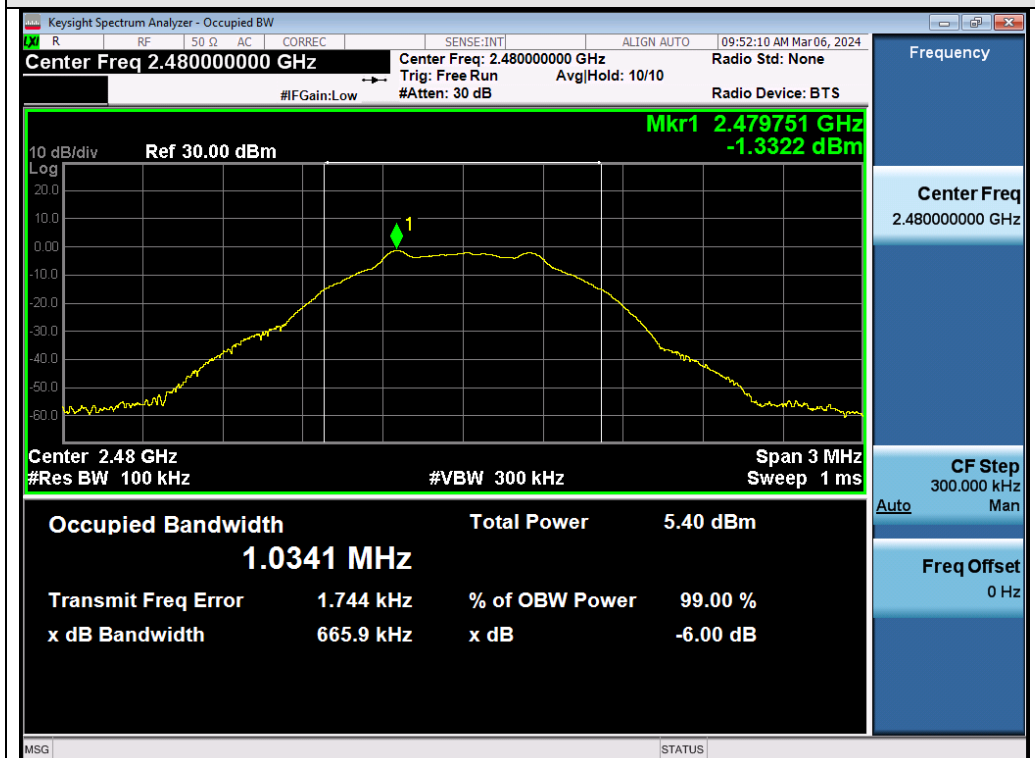 Keysight Spectrum Analyzer - Occupied BW
LXI R RF 50 Ω AC CORREC SENSE:INT ALIGN AUTO 09:52:10 AM Mar 06, 2024
Center Freq 2.480000000 GHz
Center Freq: 2.480000000 GHz
Radio Std: None
Trig: Free Run Avg|Hold: 10/10
#IFGain:Low
#Atten: 30 dB
Radio Device: BTS
Mkr1 2.479751 GHz
-1.3322 dBm
10 dB/div Ref 30.00 dBm
Log
20.0
10.0
0.00
-10.0
-20.0
-30.0
-40.0
-50.0
-60.0
1
Center 2.48 GHz Span 3 MHz
#Res BW 100 kHz #VBW 300 kHz Sweep 1 ms
Occupied Bandwidth Total Power 5.40 dBm
1.0341 MHz
Transmit Freq Error 1.744 kHz % of OBW Power 99.00 %
x dB Bandwidth 665.9 kHz x dB -6.00 dB
Frequency
Center Freq
2.480000000 GHz
CF Step
300.000 kHz
Auto Man
Freq Offset
0 Hz
MSG STATUS